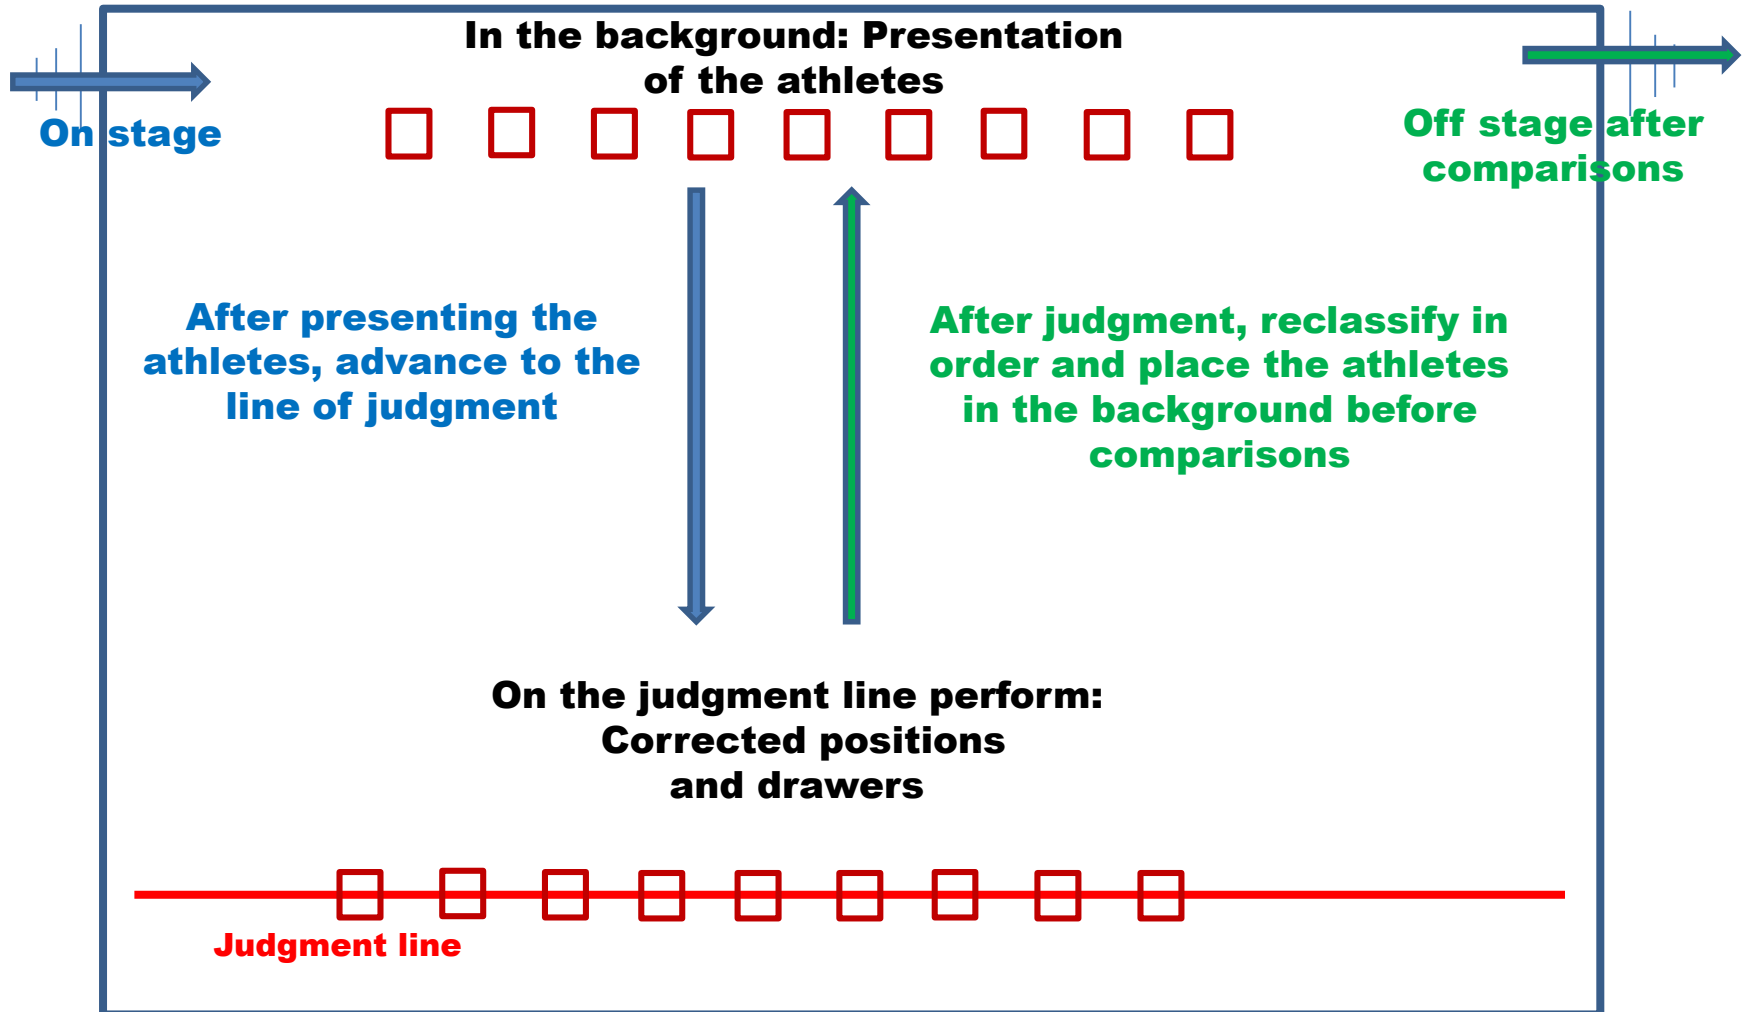 In the background: Presentation
of the athletes
On stage
Off stage after
comparisons
After presenting the
athletes, advance to the
line of judgment
After judgment, reclassify in
order and place the athletes
in the background before
comparisons
On the judgment line perform:
Corrected positions
and drawers
Judgment line